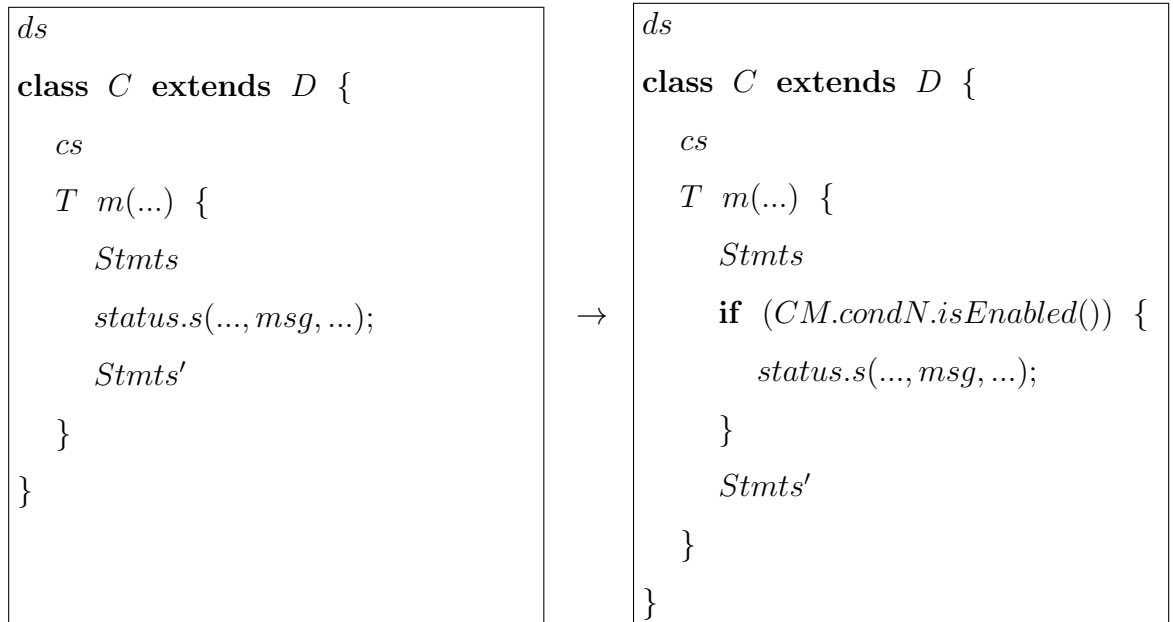 ds
class C extends D {
cs
T m(...) {
Stmts
status.s(..., msg, ...);
Stmts′
}
}
→
ds
class C extends D {
cs
T m(...) {
Stmts
if (CM.condN.isEnabled()) {
status.s(..., msg, ...);
}
Stmts′
}
}